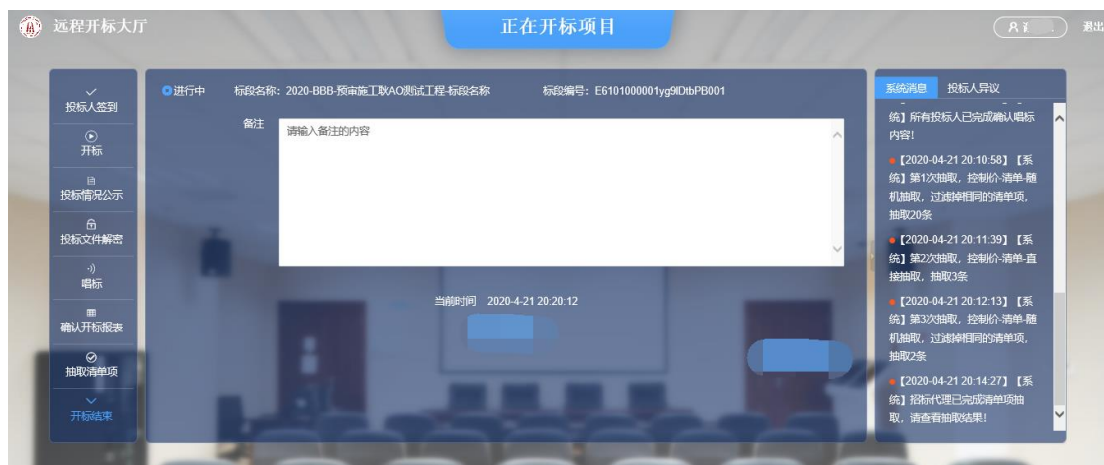 远程开标大厅
正在开标项目
退出
投标人签到
开标
投标情况公示
投标文件解密
唱标
确认开标报表
抽取清单项
开标结束
进行中 标段名称：2020-BBB-预审施工耿AO测试工程-标段名称 标段编号：E6101000001yg9lDtbPB001
备注
请输入备注的内容
当前时间 2020-4-21 20:20:12
系统消息 投标人异议
统】所有投标人已完成确认唱标
内容！
【2020-04-21 20:10:58】【系
统】第1次抽取，控制价-清单-随
机抽取，过滤掉相同的清单项，
抽取20条
【2020-04-21 20:11:39】【系
统】第2次抽取，控制价-清单-直
接抽取，抽取3条
【2020-04-21 20:12:13】【系
统】第3次抽取，控制价-清单-随
机抽取，过滤掉相同的清单项，
抽取2条
【2020-04-21 20:14:27】【系
统】招标代理已完成清单项抽
取，请查看抽取结果！